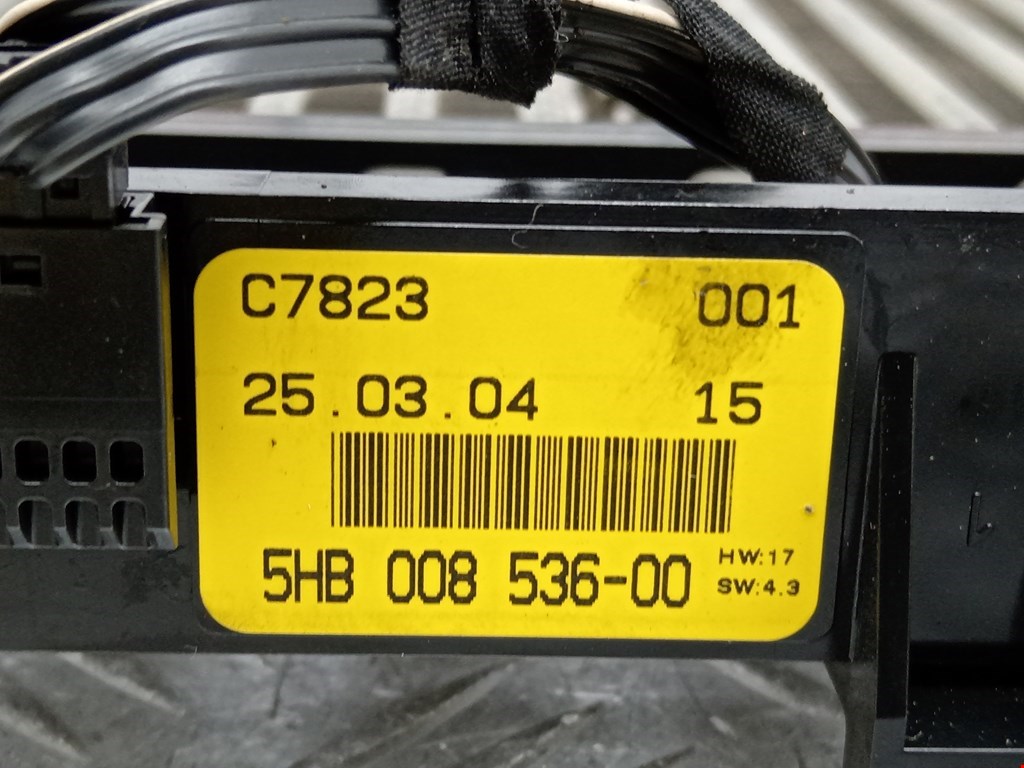 C7823 001
25.03.04 15
5HB 008 536-00
HW:17
SW:4.3